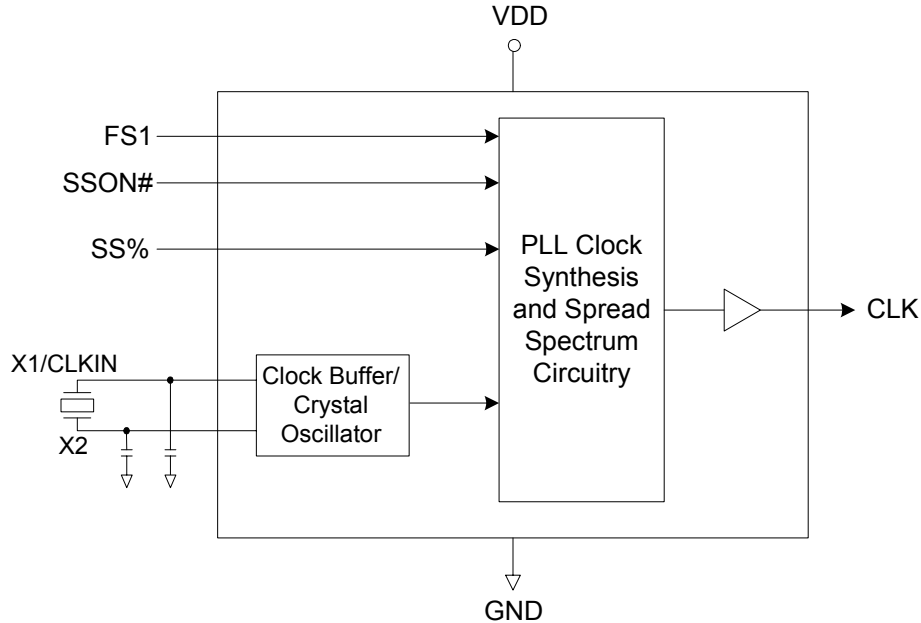 VDD
FS1
SSON#
SS%
PLL Clock
Synthesis
and Spread
Spectrum
Circuitry
CLK
X1/CLKIN
X2
Clock Buffer/
Crystal
Oscillator
GND